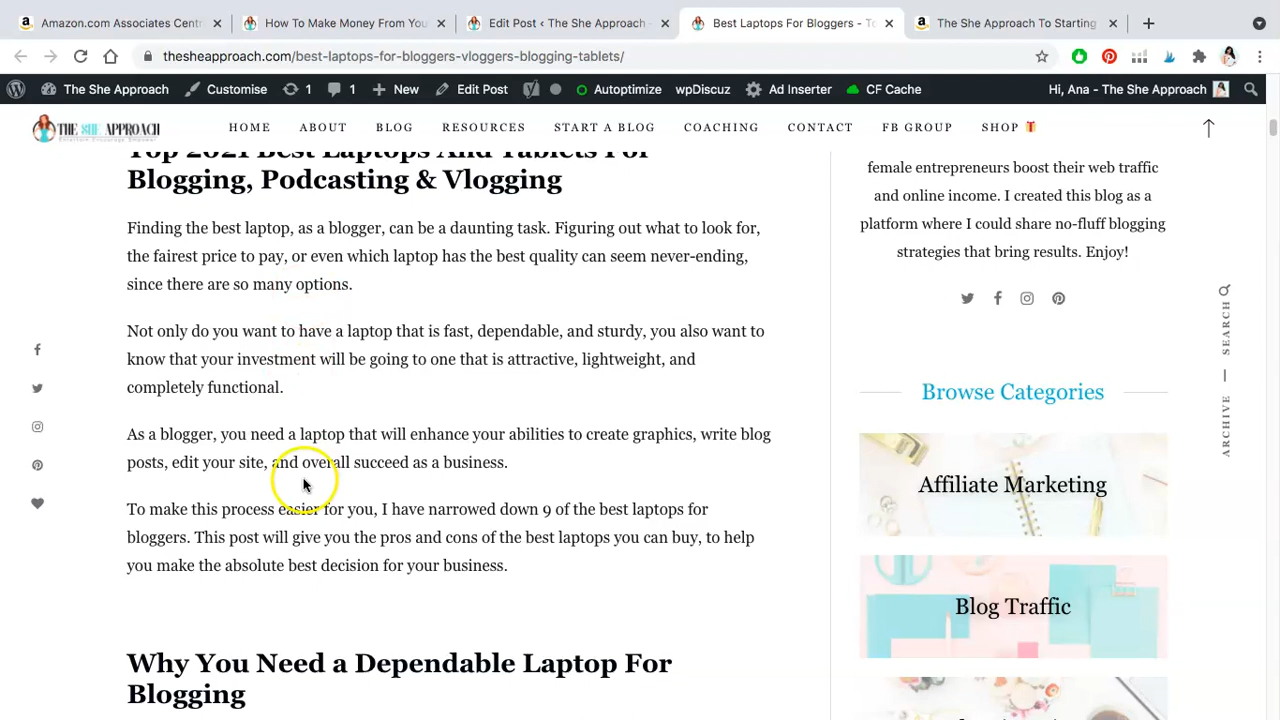 Amazon.com Associates Centr
How To Make Money From You
Edit Post ‹ The She Approach —
Best Laptops For Bloggers - To
The She Approach To Starting
thesheapproach.com/best-laptops-for-bloggers-vloggers-blogging-tablets/
The She Approach
Customise
1
1
New
Edit Post
Autoptimize
wpDiscuz
Ad Inserter
CF Cache
Hi, Ana - The She Approach
THE SHE APPROACH
HOME
ABOUT
BLOG
RESOURCES
START A BLOG
COACHING
CONTACT
FB GROUP
SHOP
Top 2021 Best Laptops And Tablets For
Blogging, Podcasting & Vlogging
Finding the best laptop, as a blogger, can be a daunting task. Figuring out what to look for,
the fairest price to pay, or even which laptop has the best quality can seem never-ending,
since there are so many options.
Not only do you want to have a laptop that is fast, dependable, and sturdy, you also want to
know that your investment will be going to one that is attractive, lightweight, and
completely functional.
As a blogger, you need a laptop that will enhance your abilities to create graphics, write blog
posts, edit your site, and overall succeed as a business.
To make this process easier for you, I have narrowed down 9 of the best laptops for
bloggers. This post will give you the pros and cons of the best laptops you can buy, to help
you make the absolute best decision for your business.
Why You Need a Dependable Laptop For
Blogging
female entrepreneurs boost their web traffic
and online income. I created this blog as a
platform where I could share no-fluff blogging
strategies that bring results. Enjoy!
Browse Categories
Affiliate Marketing
Blog Traffic
SEARCH
ARCHIVE